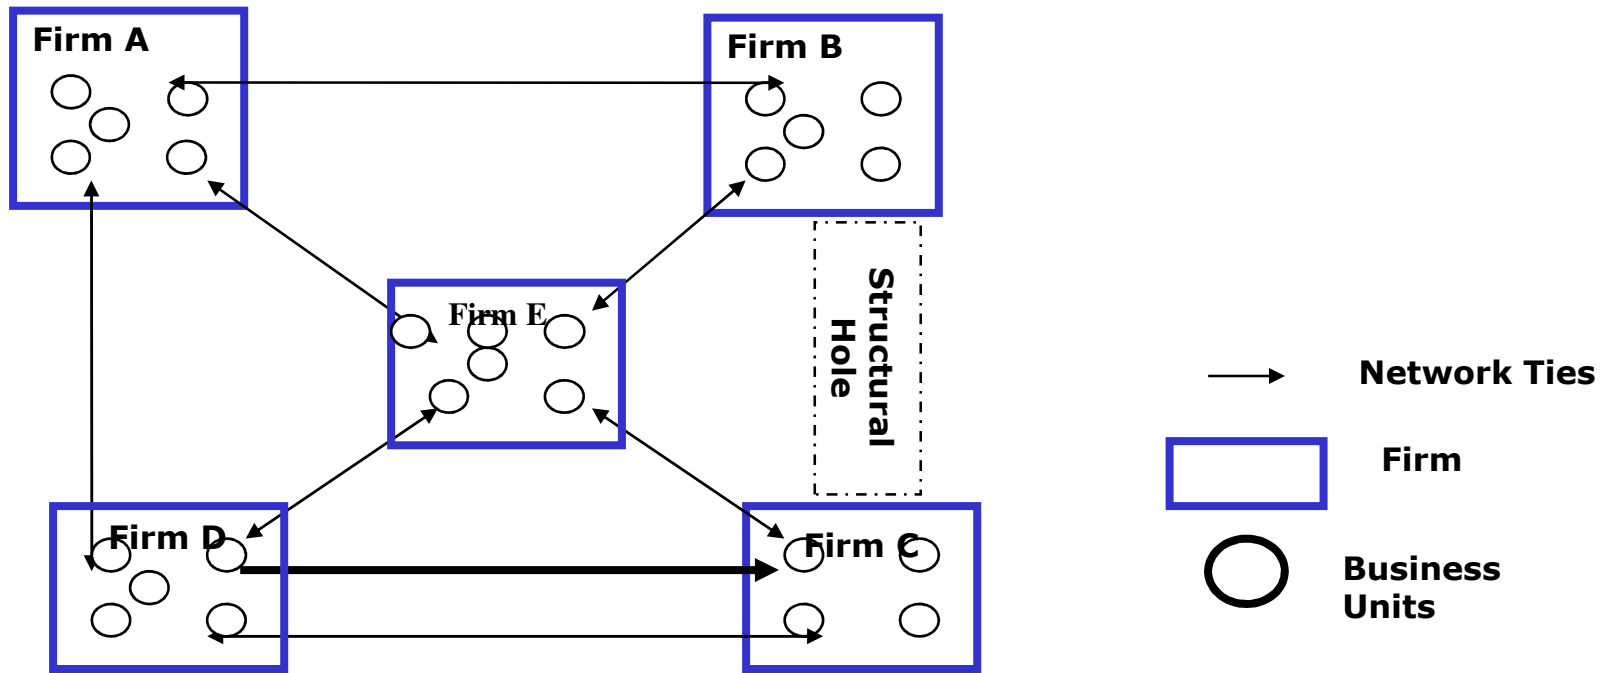 Firm A
Firm B
Firm E
Structural
Hole
Network Ties
Firm
Firm D
Firm C
Business
Units